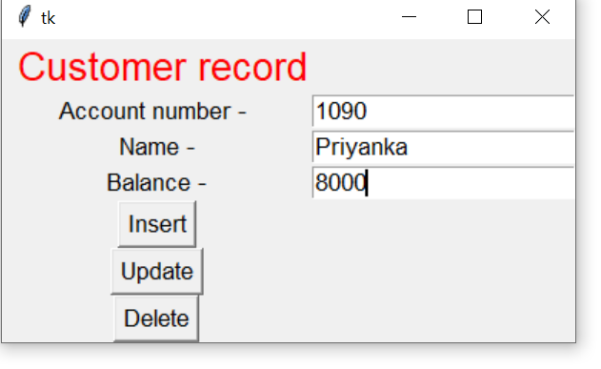 tk
Customer record
Account number - 1090
Name - Priyanka
Balance - 8000
Insert
Update
Delete